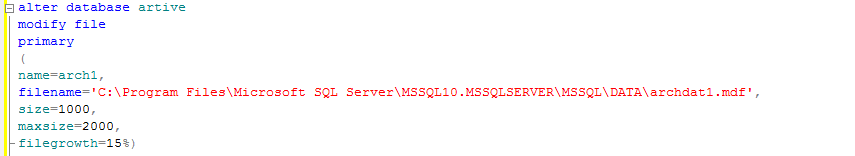 alter database artive
modify file
primary
(
name=arch1,
filename='C:\Program Files\Microsoft SQL Server\MSSQL10.MSSQLSERVER\MSSQL\DATA\archdat1.mdf',
size=1000,
maxsize=2000,
filegrowth=15%)